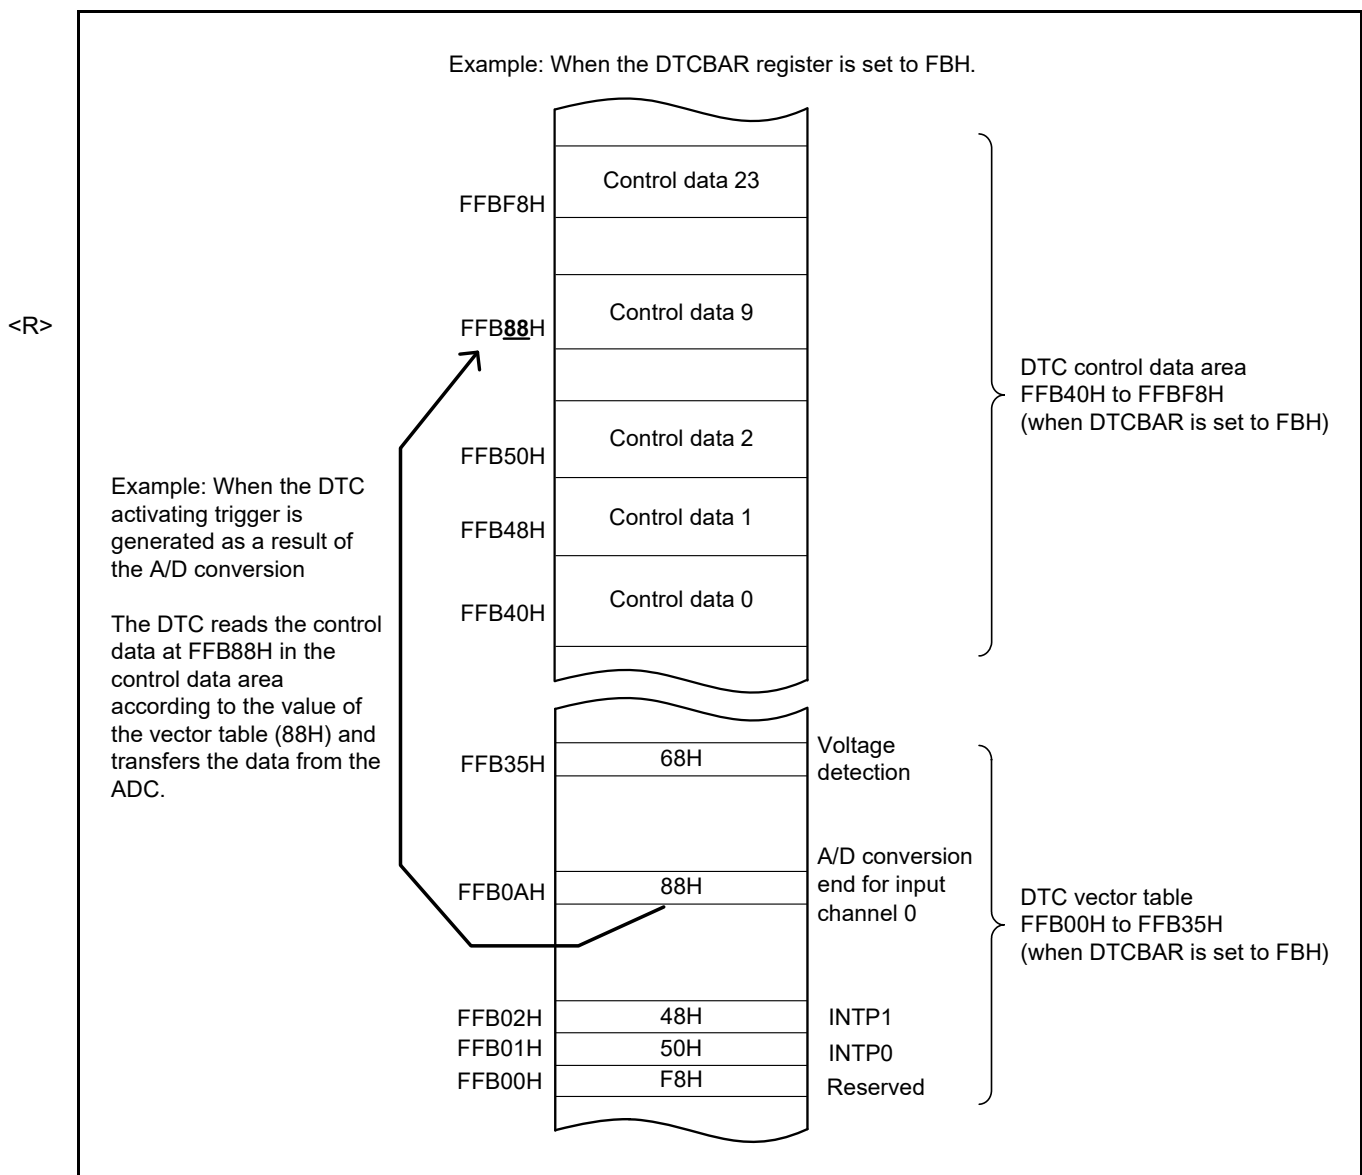 Example: When the DTCBAR register is set to FBH.
Control data 23
FFBF8H
<R>
Control data 9
FFB88H
DTC control data area
FFB40H to FFBF8H
(when DTCBAR is set to FBH)
Control data 2
FFB50H
Control data 1
FFB48H
Control data 0
FFB40H
Example: When the DTC
activating trigger is
generated as a result of
the A/D conversion
The DTC reads the control
data at FFB88H in the
control data area
according to the value of
the vector table (88H) and
transfers the data from the
ADC.
FFB35H
68H
Voltage
detection
FFB0AH
88H
A/D conversion
end for input
channel 0
DTC vector table
FFB00H to FFB35H
(when DTCBAR is set to FBH)
FFB02H
48H
INTP1
FFB01H
50H
INTP0
FFB00H
F8H
Reserved